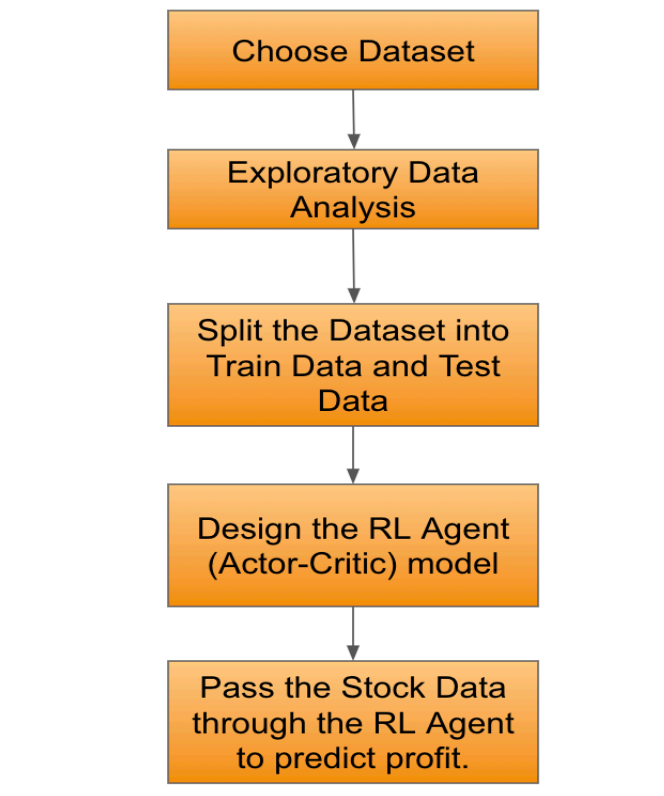 Choose Dataset
Exploratory Data
Analysis
Split the Dataset into
Train Data and Test
Data
Design the RL Agent
(Actor-Critic) model
Pass the Stock Data
through the RL Agent
to predict profit.